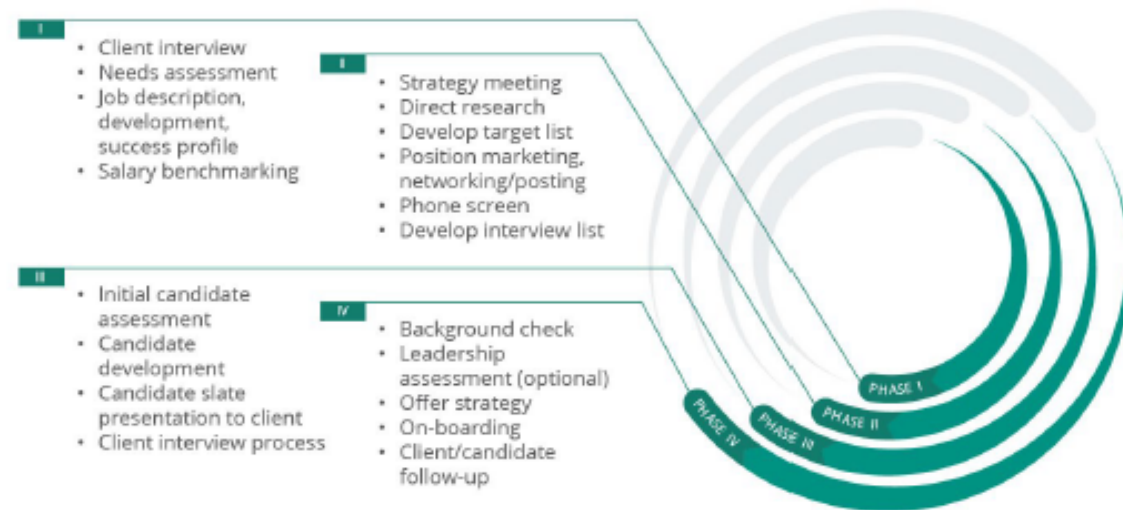 I
• Client interview
• Needs assessment
• Job description,
development,
success profile
• Salary benchmarking
II
• Strategy meeting
• Direct research
• Develop target list
• Position marketing,
networking/posting
• Phone screen
• Develop interview list
III
• Initial candidate
assessment
• Candidate
development
• Candidate slate
presentation to client
• Client interview process
IV
• Background check
• Leadership
assessment (optional)
• Offer strategy
• On-boarding
• Client/candidate
follow-up
PHASE I
PHASE II
PHASE III
PHASE IV